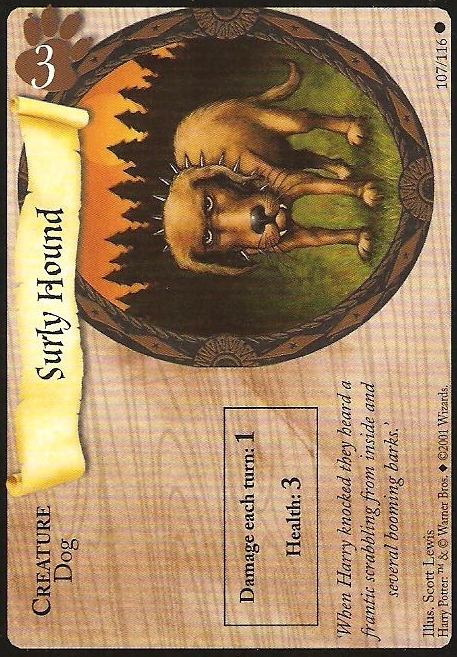 3
Surly Hound
CREATURE
Dog
Damage each turn: 1
Health: 3
'When Harry knocked they heard a
frantic scrabbling from inside and
several booming barks.'
Illus. Scott Lewis
Harry Potter ™ & © Warner Bros. ◆ ©2001 Wizards.
107/116 ●